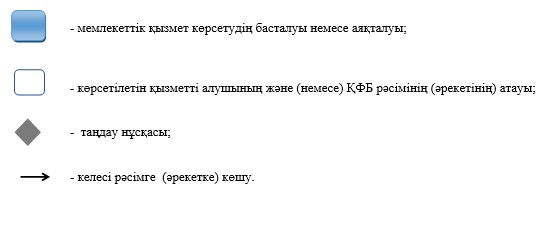 - мемлекеттік қызмет көрсетудің басталуы немесе аяқталуы;
- көрсетілетін қызметті алушының және (немесе) ҚФБ рәсімінің (әрекетінің) атауы;
- таңдау нұсқасы;
- келесі рәсімге (әрекетке) көшу.